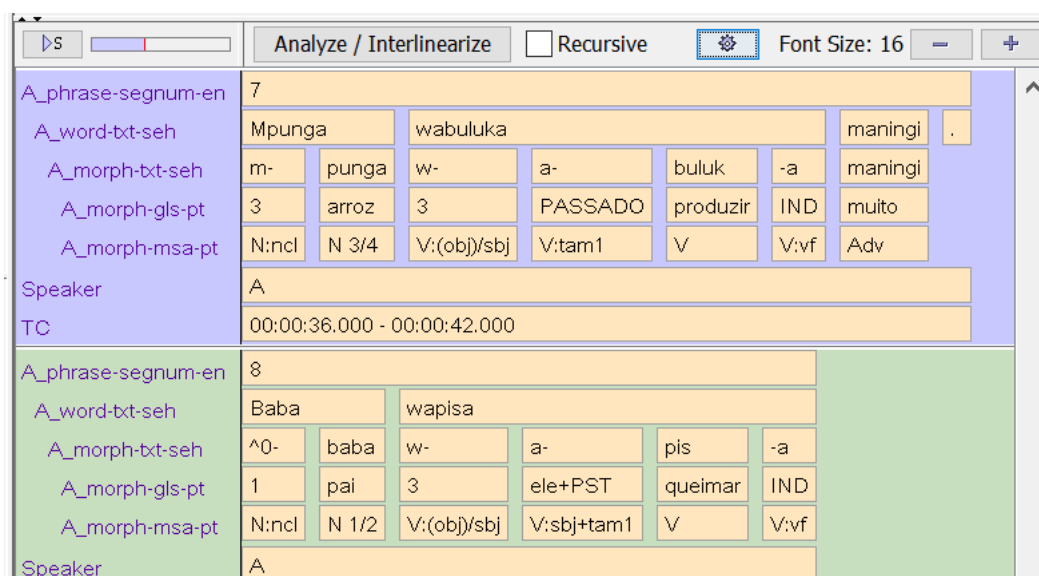 S Analyze / Interlinearize Recursive Font Size: 16 − +
A_phrase-segnum-en 7
A_word-txt-seh Mpunga wabuluka maningi .
A_morph-txt-seh m- punga w- a- buluk -a maningi
A_morph-gls-pt 3 arroz 3 PASSADO produzir IND muito
A_morph-msa-pt N:ncl N 3/4 V:(obj)/sbj V:tam1 V V:vf Adv
Speaker A
TC 00:00:36.000 - 00:00:42.000
A_phrase-segnum-en 8
A_word-txt-seh Baba wapisa
A_morph-txt-seh ^0- baba w- a- pis -a
A_morph-gls-pt 1 pai 3 ele+PST queimar IND
A_morph-msa-pt N:ncl N 1/2 V:(obj)/sbj V:sbj+tam1 V V:vf
Speaker A